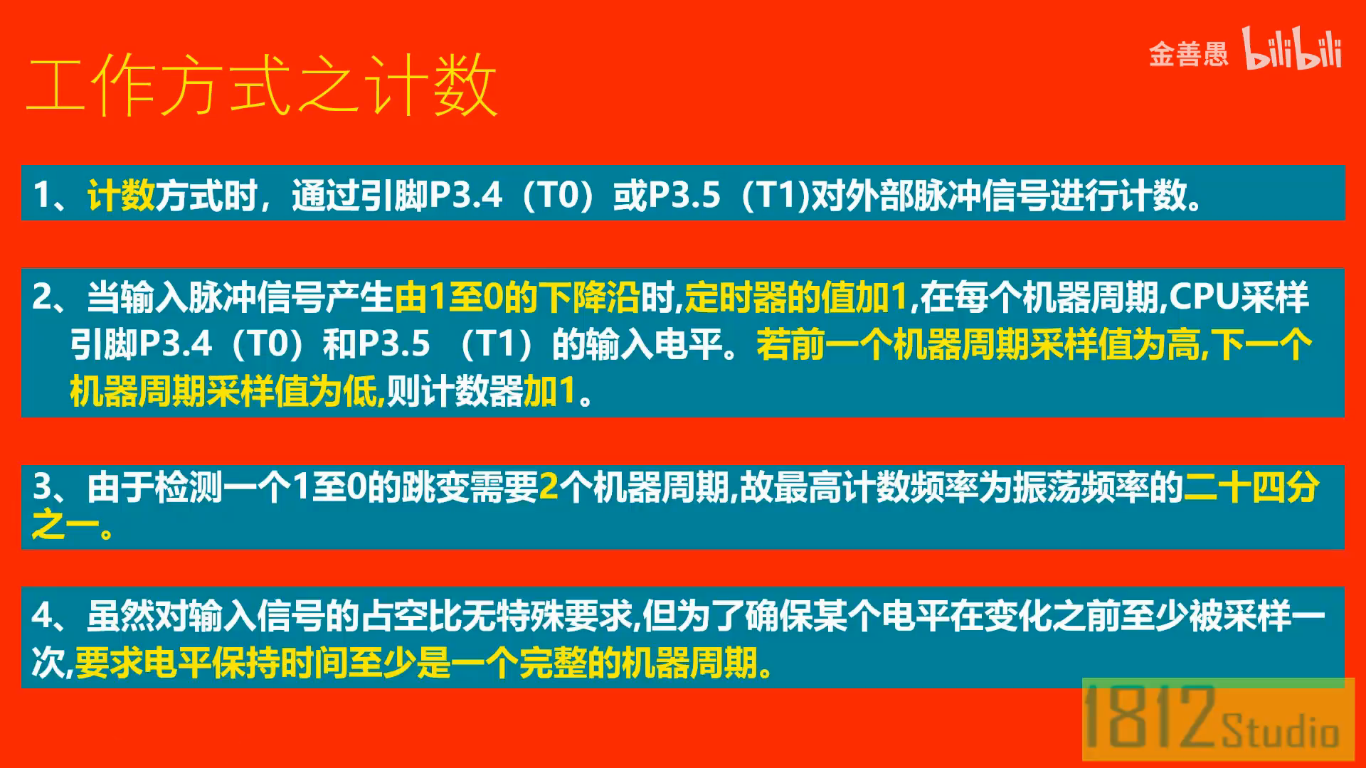 工作方式之计数
金善愚 bilibili
1、计数方式时，通过引脚P3.4（T0）或P3.5（T1)对外部脉冲信号进行计数。
2、当输入脉冲信号产生由1至0的下降沿时,定时器的值加1,在每个机器周期,CPU采样
引脚P3.4（T0）和P3.5 （T1）的输入电平。若前一个机器周期采样值为高,下一个
机器周期采样值为低,则计数器加1。
3、由于检测一个1至0的跳变需要2个机器周期,故最高计数频率为振荡频率的二十四分
之一。
4、虽然对输入信号的占空比无特殊要求,但为了确保某个电平在变化之前至少被采样一
次,要求电平保持时间至少是一个完整的机器周期。
1812Studio